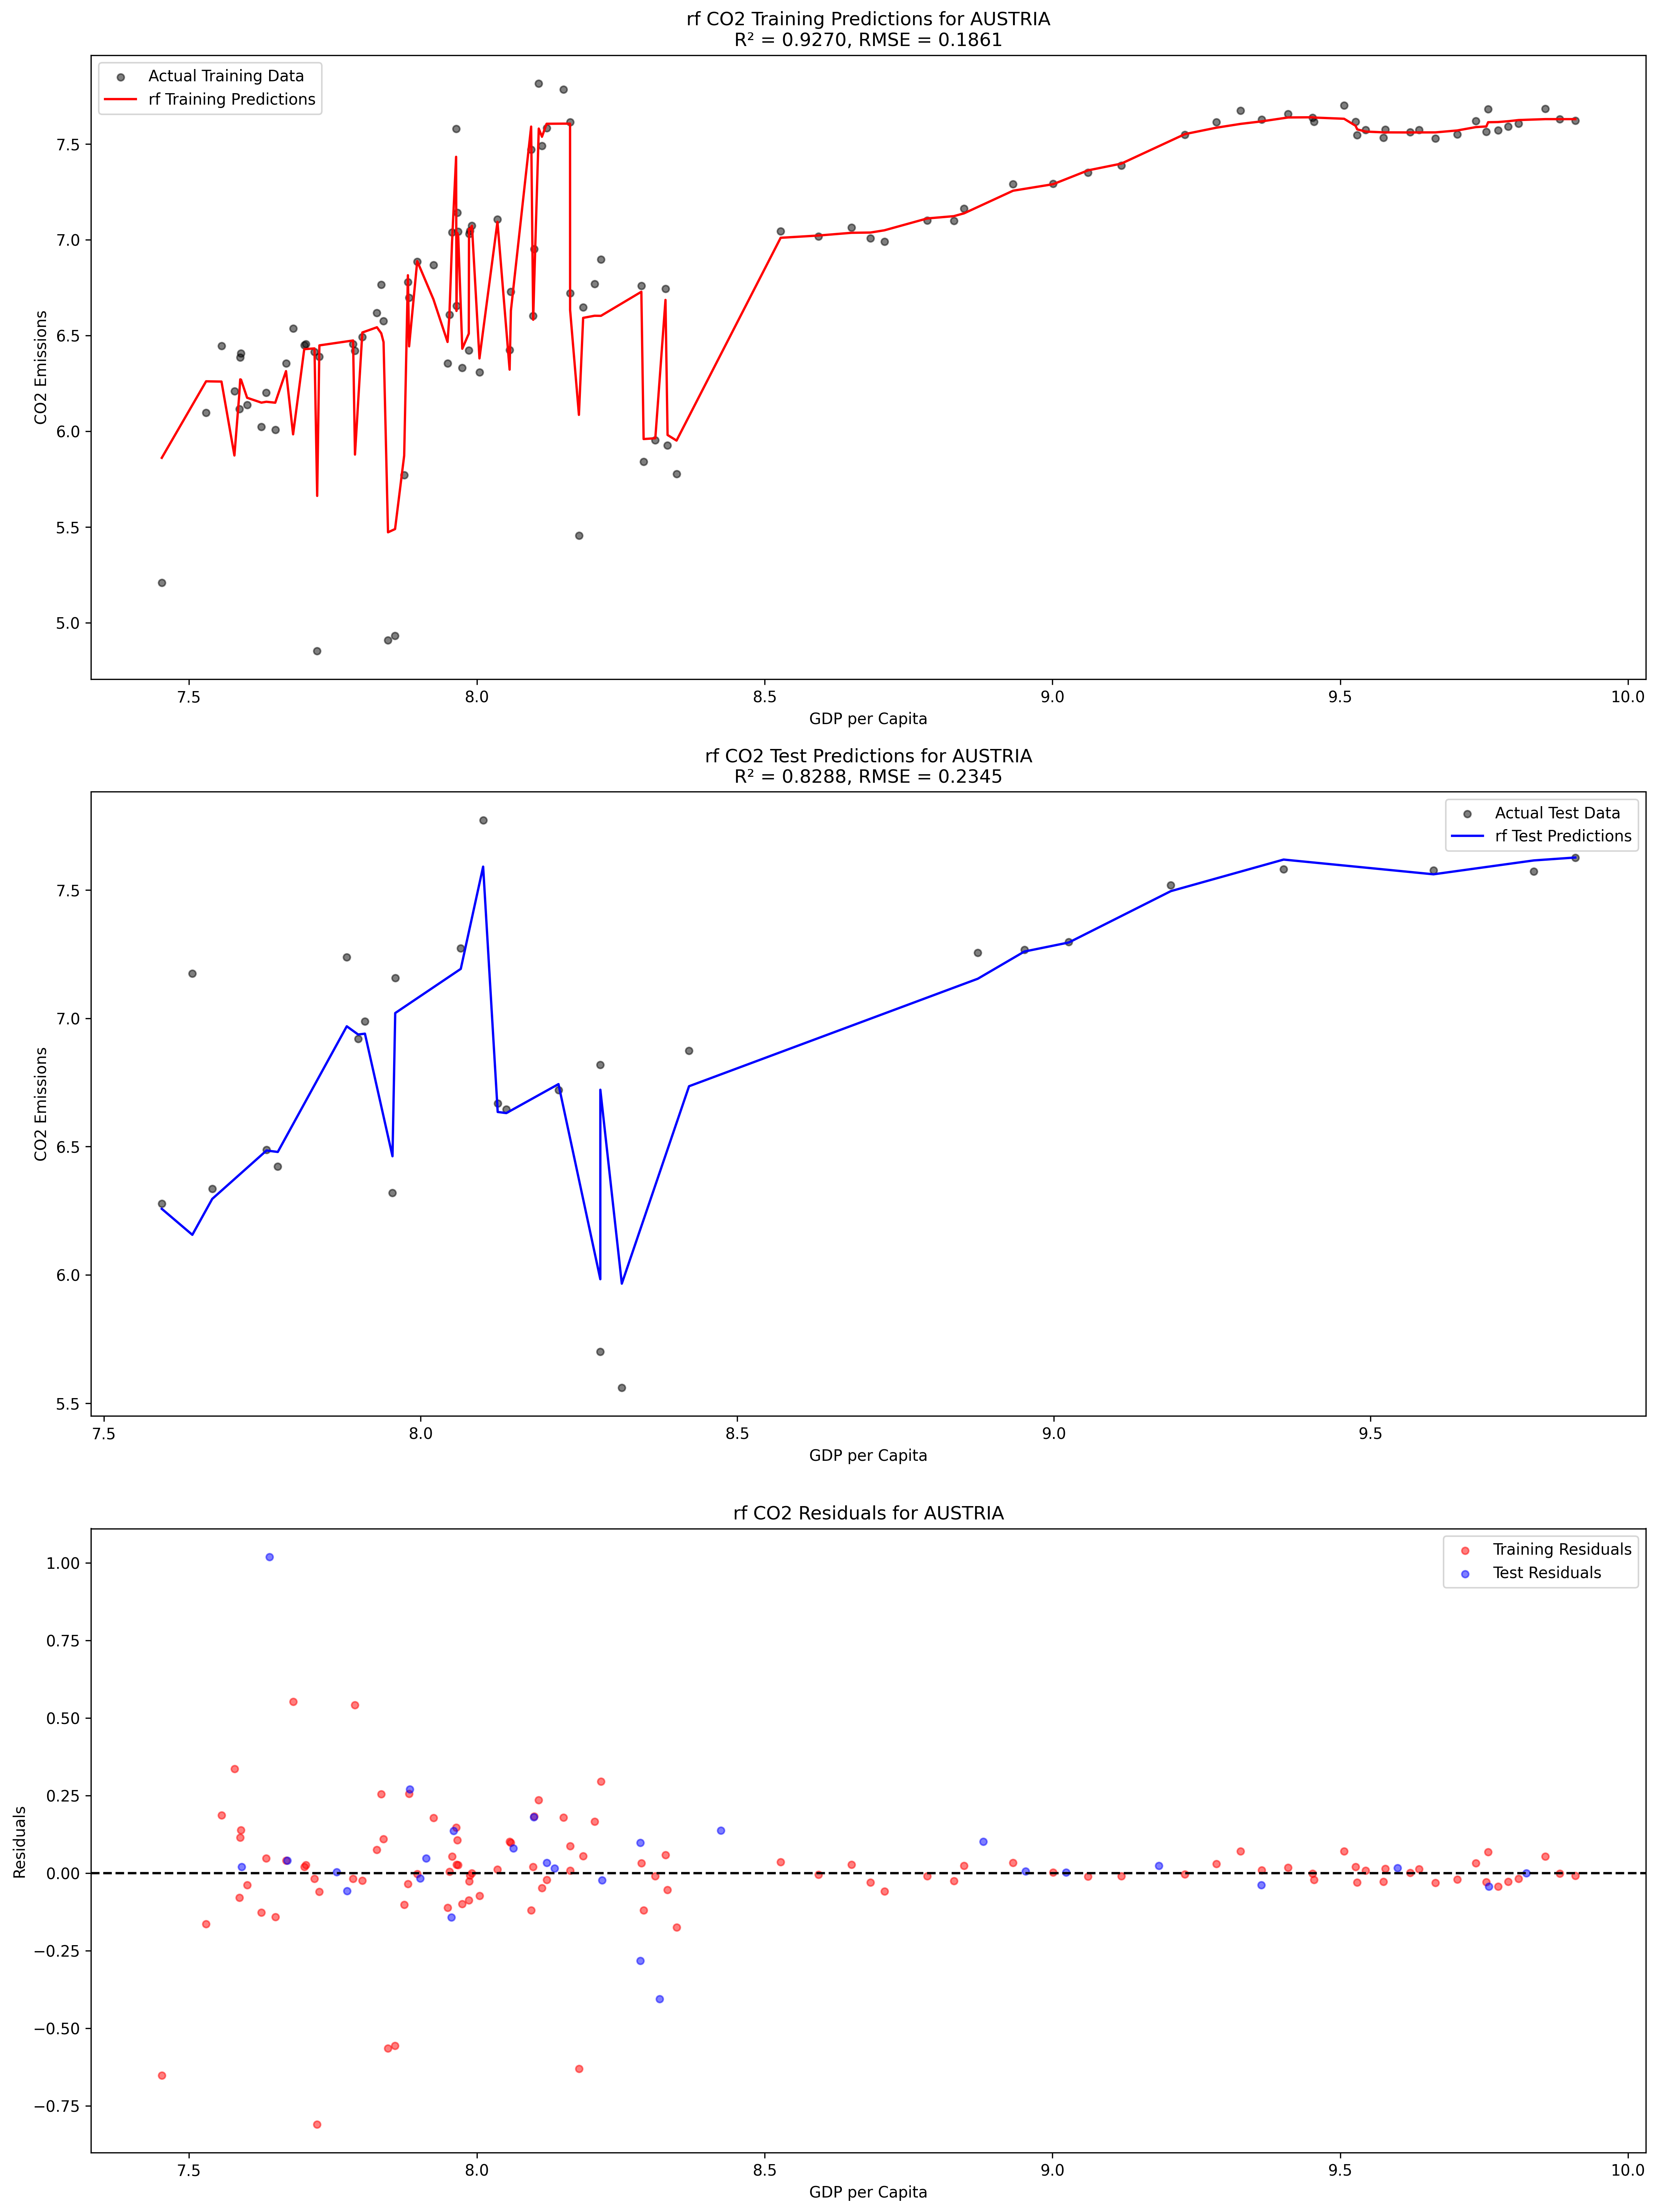 rf CO2 Training Predictions for AUSTRIA
R² = 0.9270, RMSE = 0.1861
Actual Training Data
rf Training Predictions
CO2 Emissions
7.5
7.0
6.5
6.0
5.5
5.0
7.5 8.0 8.5 9.0 9.5 10.0
GDP per Capita
rf CO2 Test Predictions for AUSTRIA
R² = 0.8288, RMSE = 0.2345
Actual Test Data
rf Test Predictions
CO2 Emissions
7.5
7.0
6.5
6.0
5.5
7.5 8.0 8.5 9.0 9.5
GDP per Capita
rf CO2 Residuals for AUSTRIA
Training Residuals
Test Residuals
Residuals
1.00
0.75
0.50
0.25
0.00
−0.25
−0.50
−0.75
7.5 8.0 8.5 9.0 9.5 10.0
GDP per Capita